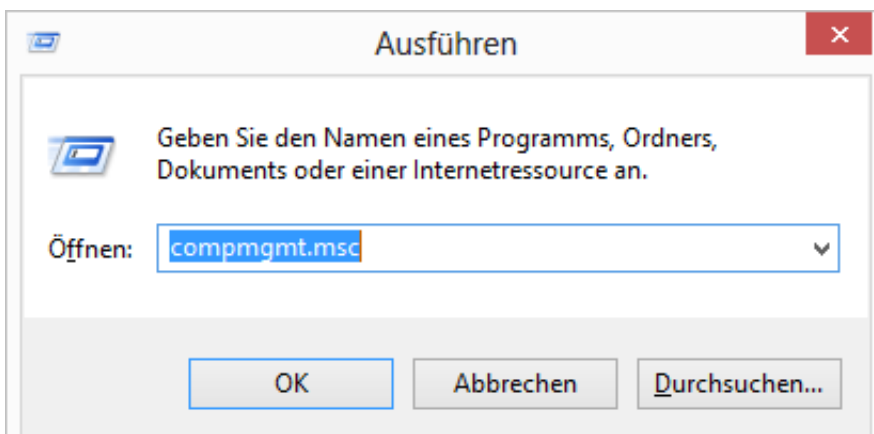 Ausführen
Geben Sie den Namen eines Programms, Ordners,
Dokuments oder einer Internetressource an.
Öffnen: compmgmt.msc
OK Abbrechen Durchsuchen...